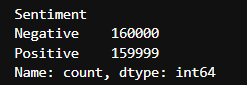 Sentiment
Negative    160000
Positive    159999
Name: count, dtype: int64